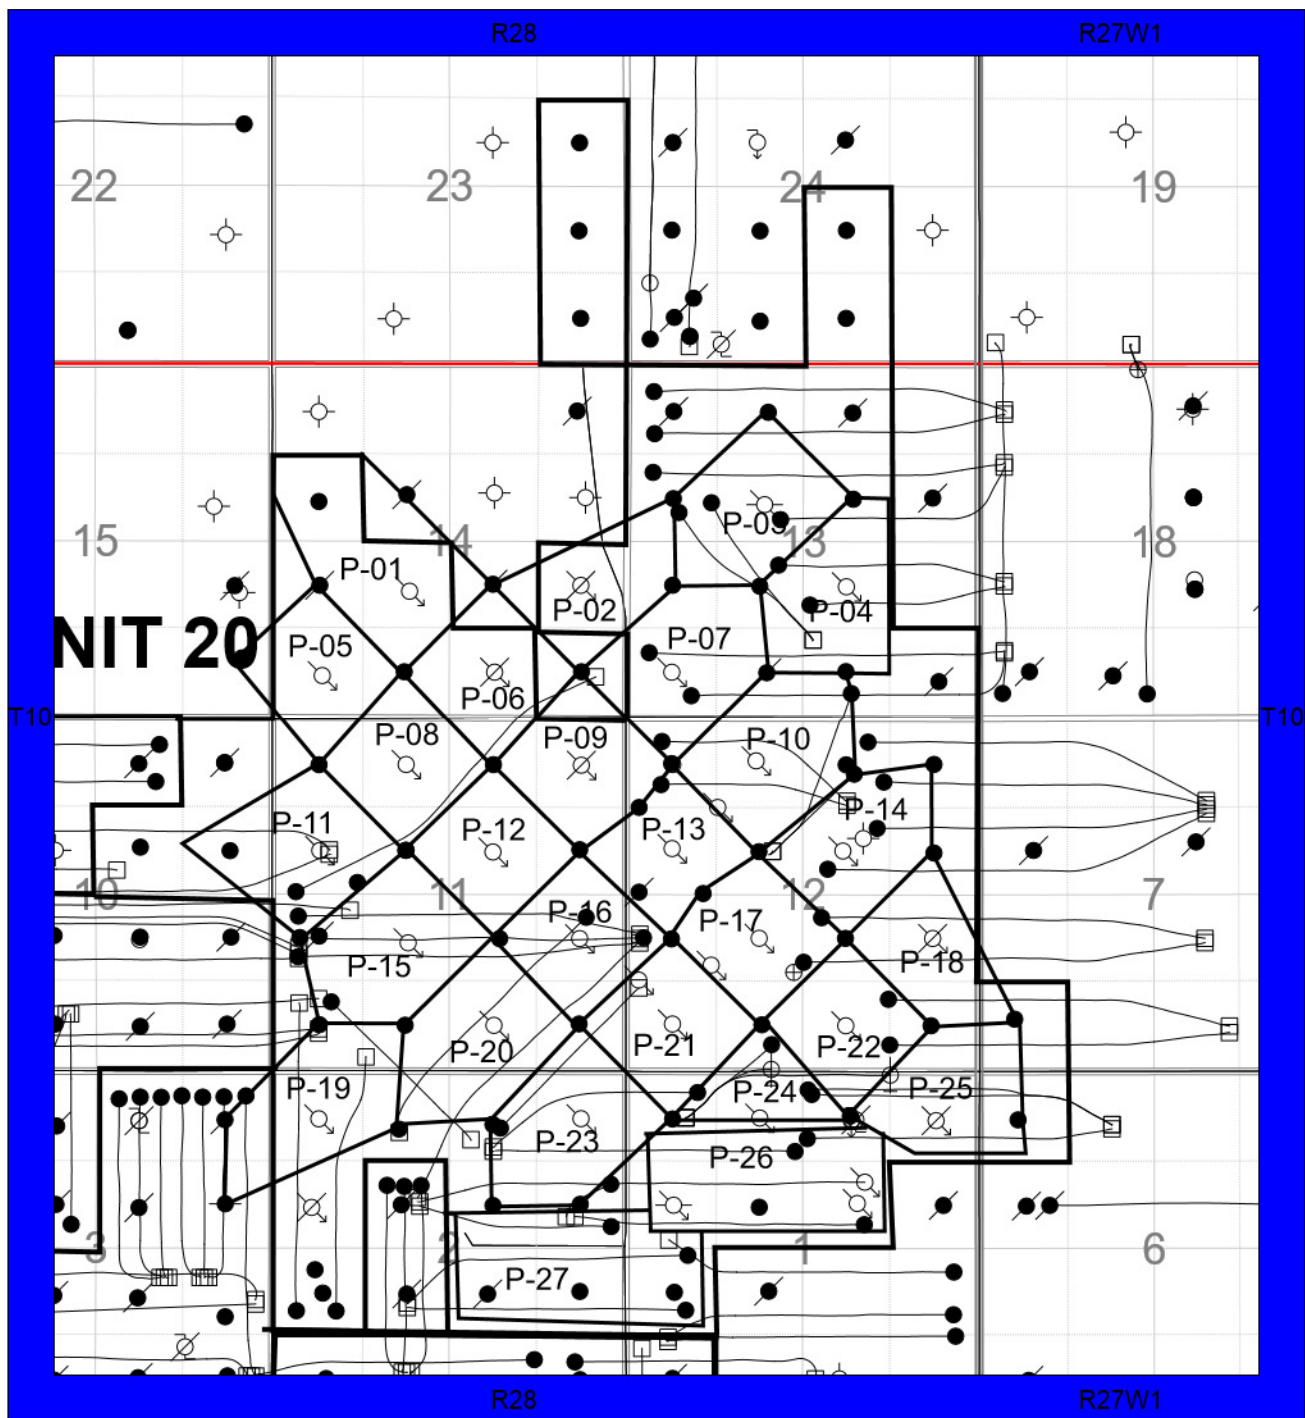 R28 R27W1
22 23 24 19
P-03
15 14 13 18
P-01
P-02 P-04
NIT 20 P-05 P-07
P-06
T10 T10
P-08 P-09 P-10
P-14
P-11 P-12 P-13
10 11 12 7
P-16 P-17
P-15 P-18
P-20 P-21 P-22
P-19 P-24 P-25
P-23 P-26
3 2 1 6
P-27
R28 R27W1